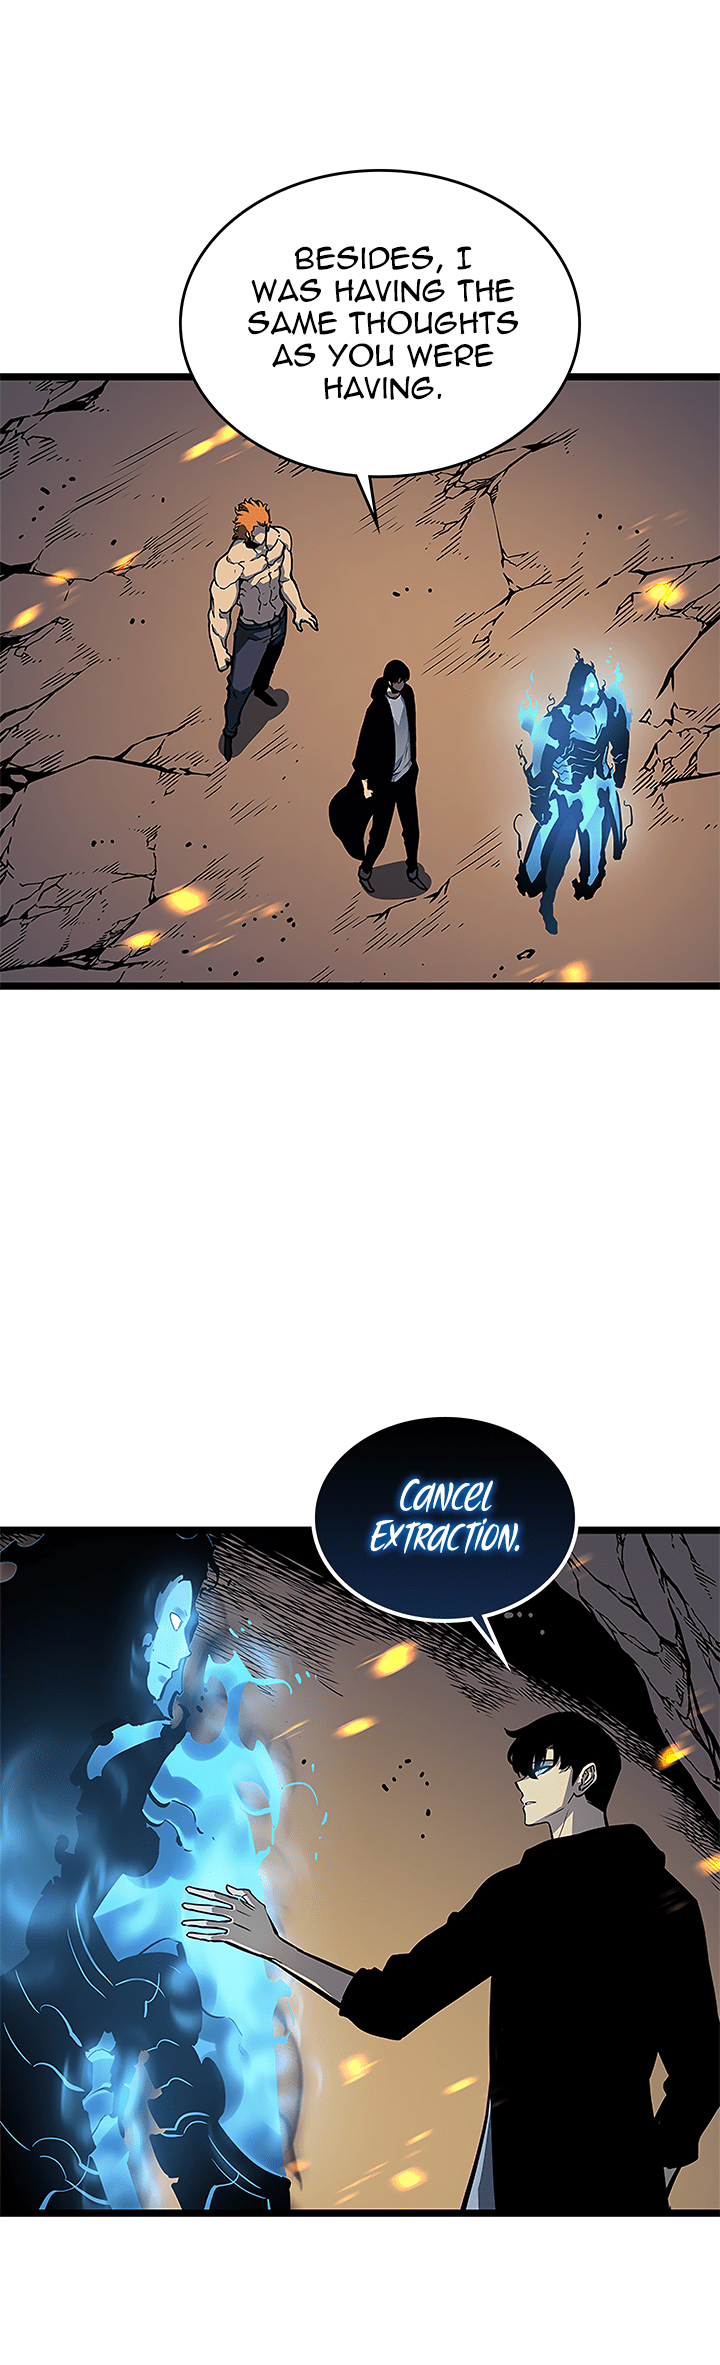 BESIDES, I
WAS HAVING THE
SAME THOUGHTS
AS YOU WERE
HAVING.
CANCEL
EXTRACTION.